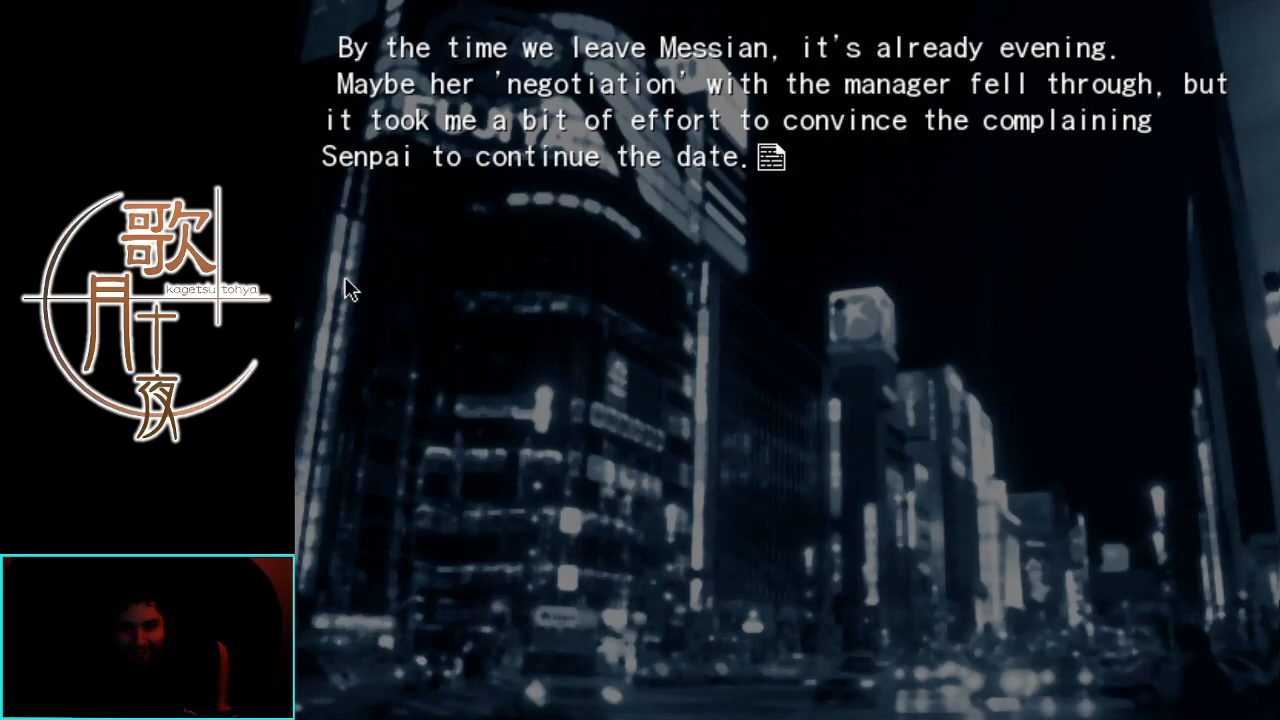 By the time we leave Messian, it's already evening.
Maybe her 'negotiation' with the manager fell through, but
it took me a bit of effort to convince the complaining
Senpai to continue the date.
FUJIYA
歌月十夜
kagetsu tohya